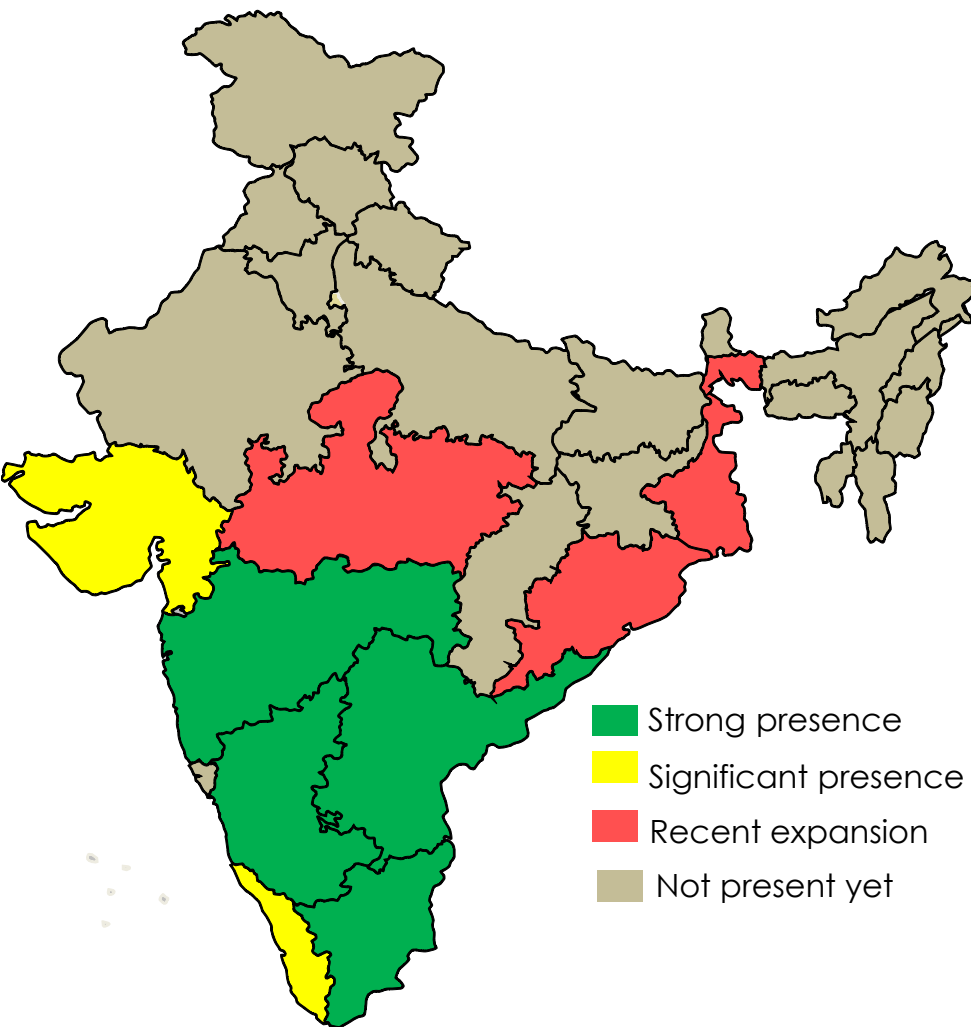 Strong presence
Significant presence
Recent expansion
Not present yet